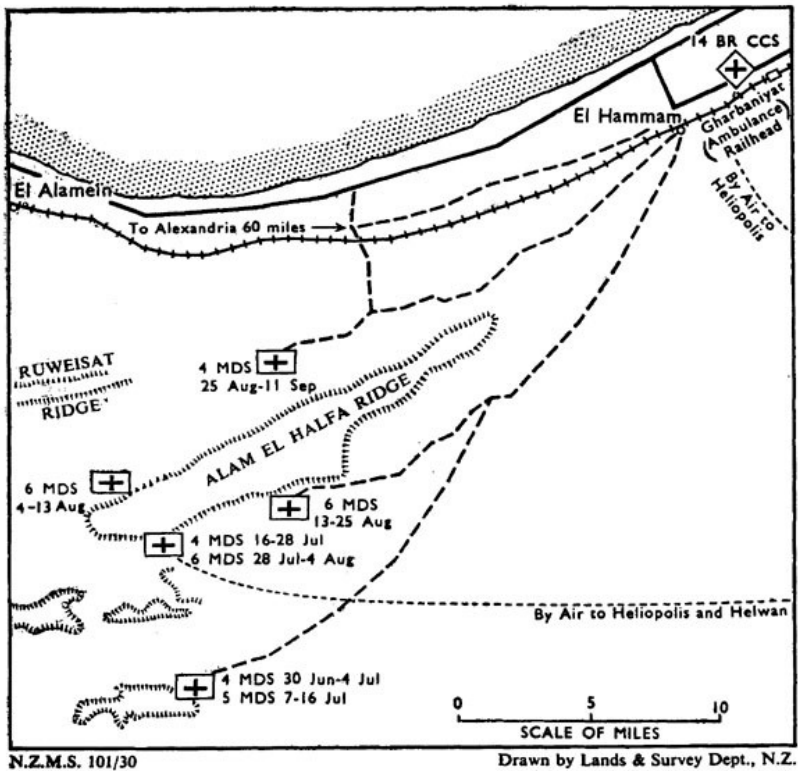 14 BR CCS
El Hammam
Gharbaniyat
(Ambulance)
Railhead
By Air to
Heliopolis
El Alamein
To Alexandria 60 miles
RUWEISAT
RIDGE
4 MDS
25 Aug-11 Sep
ALAM EL HALFA RIDGE
6 MDS
4-13 Aug
6 MDS
13-25 Aug
4 MDS 16-28 Jul
6 MDS 28 Jul-4 Aug
By Air to Heliopolis and Helwan
4 MDS 30 Jun-4 Jul
5 MDS 7-16 Jul
0 5 10
SCALE OF MILES
N.Z.M.S. 101/30 Drawn by Lands & Survey Dept., N.Z.